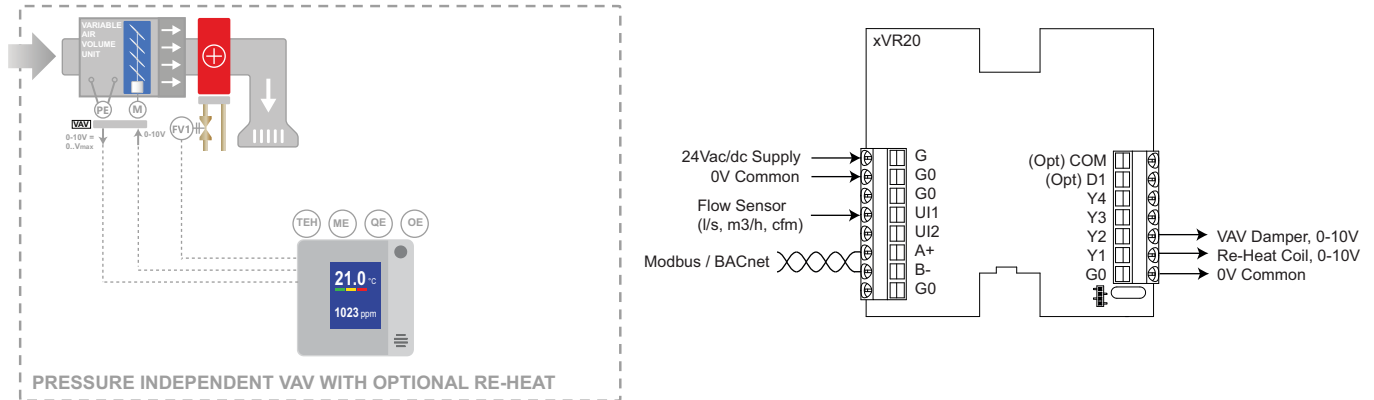 VARIABLE
AIR
VOLUME
UNIT
PE
M
VAV
0-10V =
0..Vmax
0-10V
FV1
TEH
ME
QE
OE
21.0 °C
1023 ppm
PRESSURE INDEPENDENT VAV WITH OPTIONAL RE-HEAT
xVR20
24Vac/dc Supply
0V Common
Flow Sensor
(l/s, m3/h, cfm)
Modbus / BACnet
G
G0
G0
UI1
UI2
A+
B-
G0
(Opt) COM
(Opt) D1
Y4
Y3
Y2
Y1
G0
VAV Damper, 0-10V
Re-Heat Coil, 0-10V
0V Common